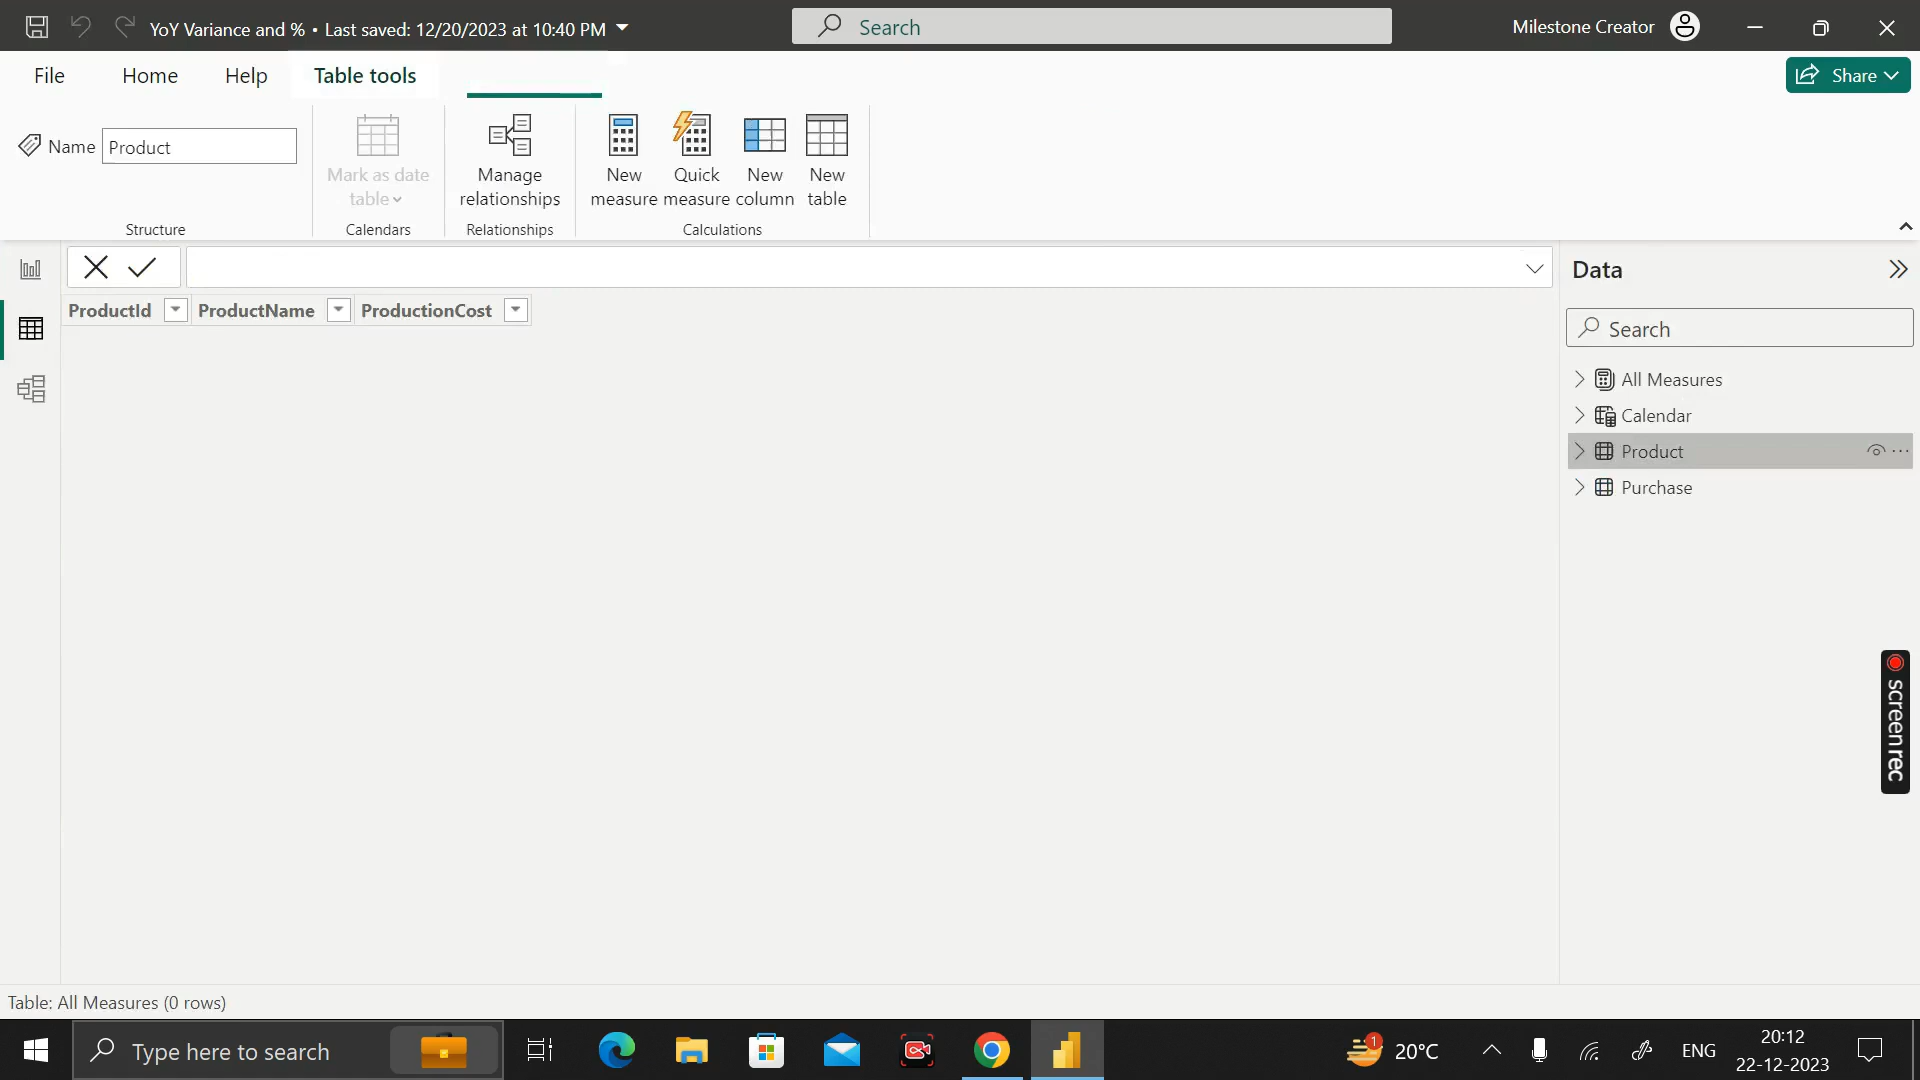 YoY Variance and % • Last saved: 12/20/2023 at 10:40 PM
Search
Milestone Creator
File
Home
Help
Table tools
Share
Name
Product
Mark as date
table
Calendars
Structure
Manage
relationships
Relationships
New
measure
Quick
measure
New
column
New
table
Calculations
ProductId
ProductName
ProductionCost
Data
Search
All Measures
Calendar
Product
Purchase
screenrec
Table: All Measures (0 rows)
Type here to search
1
20°C
ENG
20:12
22-12-2023